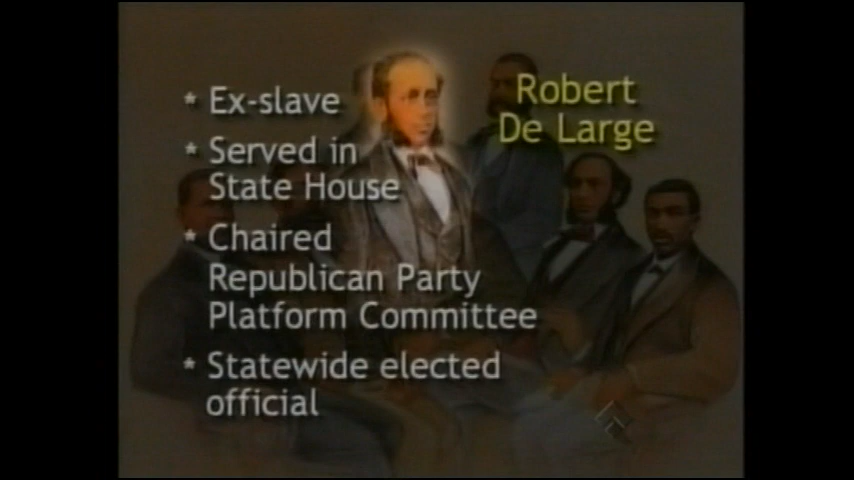 Robert
De Large
* Ex-slave
* Served in
State House
* Chaired
Republican Party
Platform Committee
* Statewide elected
official